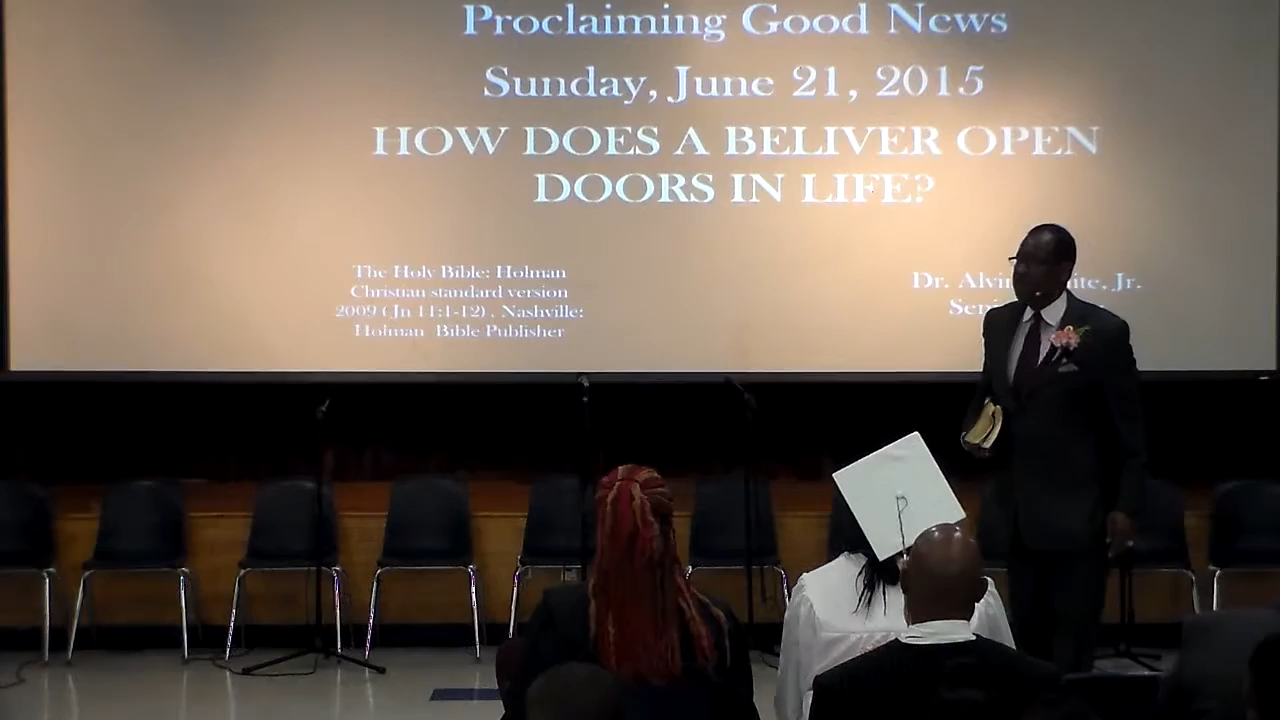 Proclaiming Good News
Sunday, June 21, 2015
HOW DOES A BELIVER OPEN
DOORS IN LIFE?
The Holy Bible: Holman
Christian standard version
2009 (Jn 11:1-12) , Nashville:
Holman Bible Publisher
Dr. Jr.